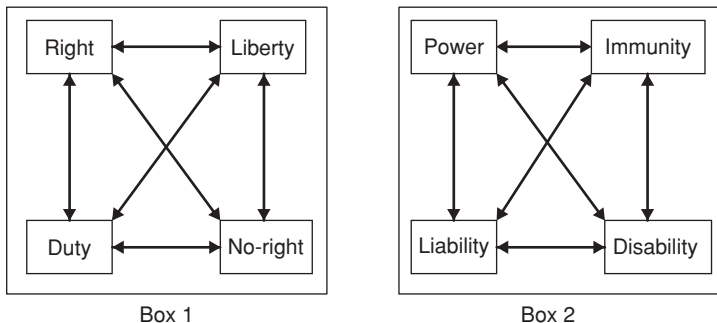 Right Liberty Power Immunity
Duty No-right Liability Disability
Box 1 Box 2